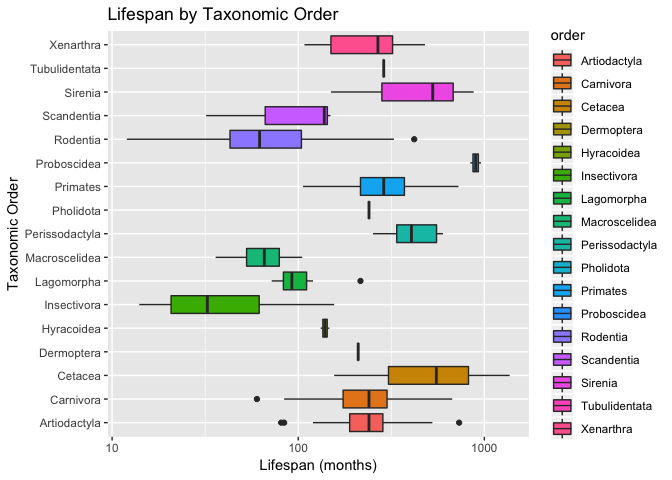 Lifespan by Taxonomic Order
Taxonomic Order
Xenarthra
Tubulidentata
Sirenia
Scandentia
Rodentia
Proboscidea
Primates
Pholidota
Perissodactyla
Macroscelidea
Lagomorpha
Insectivora
Hyracoidea
Dermoptera
Cetacea
Carnivora
Artiodactyla
10 100 1000
Lifespan (months)
order
Artiodactyla
Carnivora
Cetacea
Dermoptera
Hyracoidea
Insectivora
Lagomorpha
Macroscelidea
Perissodactyla
Pholidota
Primates
Proboscidea
Rodentia
Scandentia
Sirenia
Tubulidentata
Xenarthra